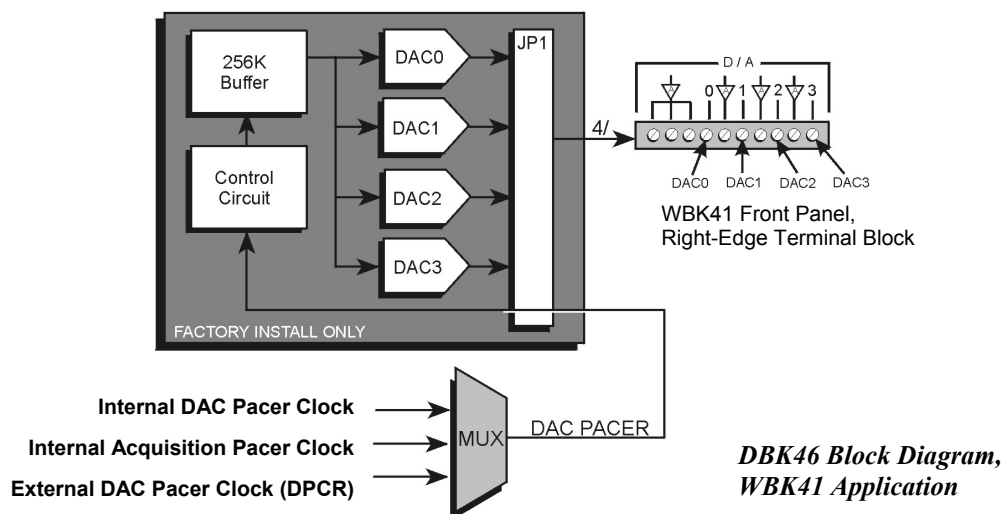 256K
Buffer
DAC0
JP1
D / A
A
0
A
1
A
2
A
3
DAC1
4/
Control
Circuit
DAC0
DAC1
DAC2
DAC3
DAC2
WBK41 Front Panel,
Right-Edge Terminal Block
DAC3
FACTORY INSTALL ONLY
Internal DAC Pacer Clock
Internal Acquisition Pacer Clock
External DAC Pacer Clock (DPCR)
MUX
DAC PACER
DBK46 Block Diagram,
WBK41 Application